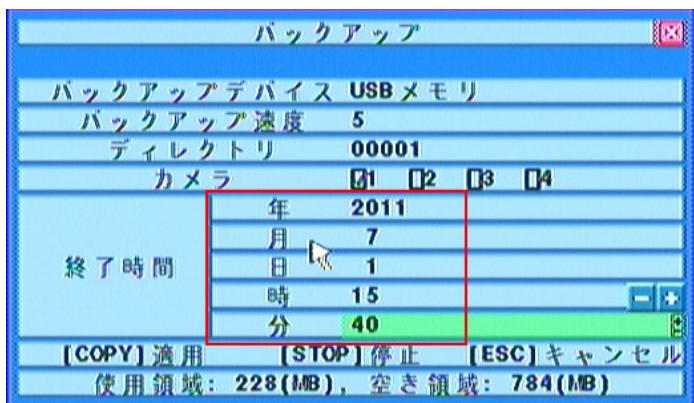 バックアップ
バックアップデバイス USBメモリ
バックアップ速度 5
ディレクトリ 00001
カメラ 1 2 3 4
年 2011
月 7
終了時間 日 1
時 15
分 40
[COPY]適用 [STOP]停止 [ESC]キャンセル
使用領域: 228(MB), 空き領域: 784(MB)